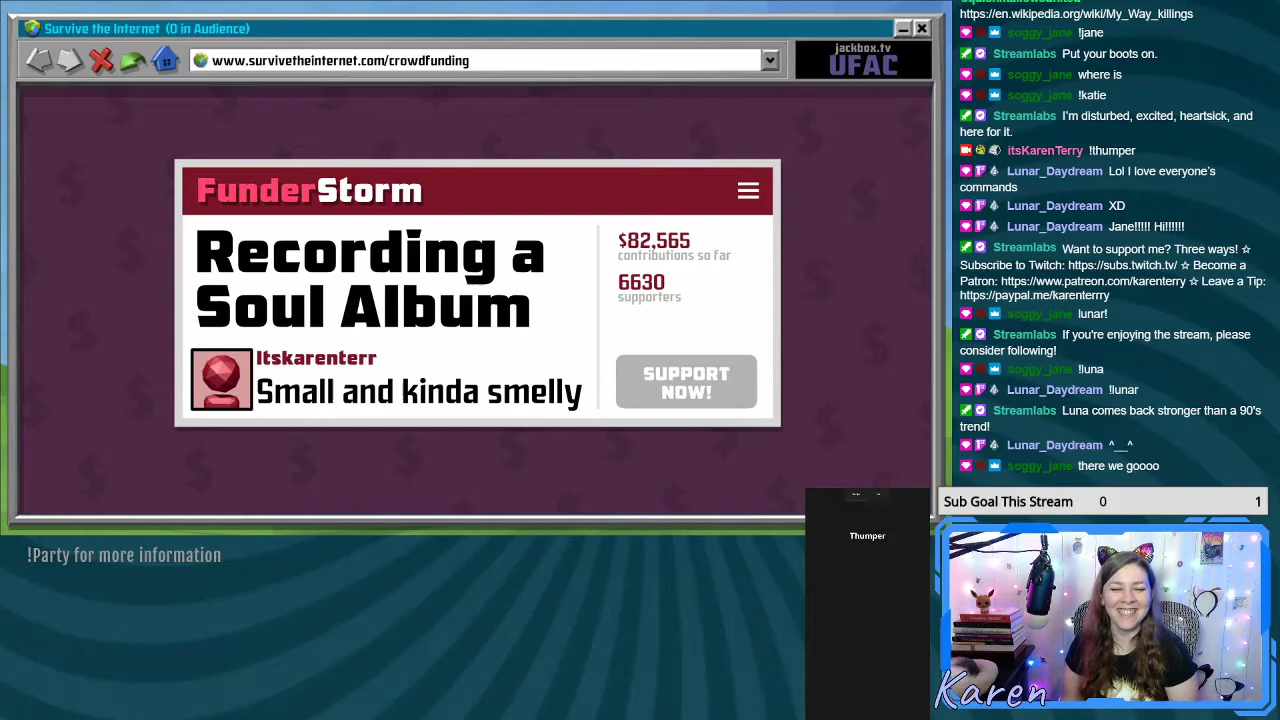 Survive the Internet (0 in Audience)
www.survivetheinternet.com/crowdfunding
jackbox.tv
UFAC
FunderStorm
Recording a
Soul Album
Itskarenterr
Small and kinda smelly
$82,565
contributions so far
6630
supporters
SUPPORT
NOW!
!Party for more information
Thumper
https://en.wikipedia.org/wiki/My_Way_killings
soggy_jane !jane
Streamlabs Put your boots on.
soggy_jane where is
soggy_jane !katie
Streamlabs I'm disturbed, excited, heartsick, and
here for it.
itsKarenTerry !thumper
Lunar_Daydream Lol I love everyone's
commands
Lunar_Daydream XD
Lunar_Daydream Jane!!!!! Hi!!!!!!
Streamlabs Want to support me? Three ways! ☆
Subscribe to Twitch: https://subs.twitch.tv/ ☆ Become a
Patron: https://www.patreon.com/karenterry ☆ Leave a Tip:
https://paypal.me/karenterrry
soggy_jane lunar!
Streamlabs If you're enjoying the stream, please
consider following!
soggy_jane !luna
Lunar_Daydream !lunar
Streamlabs Luna comes back stronger than a 90's
trend!
Lunar_Daydream ^__^
soggy_jane there we goooo
Sub Goal This Stream 0 1
Karen